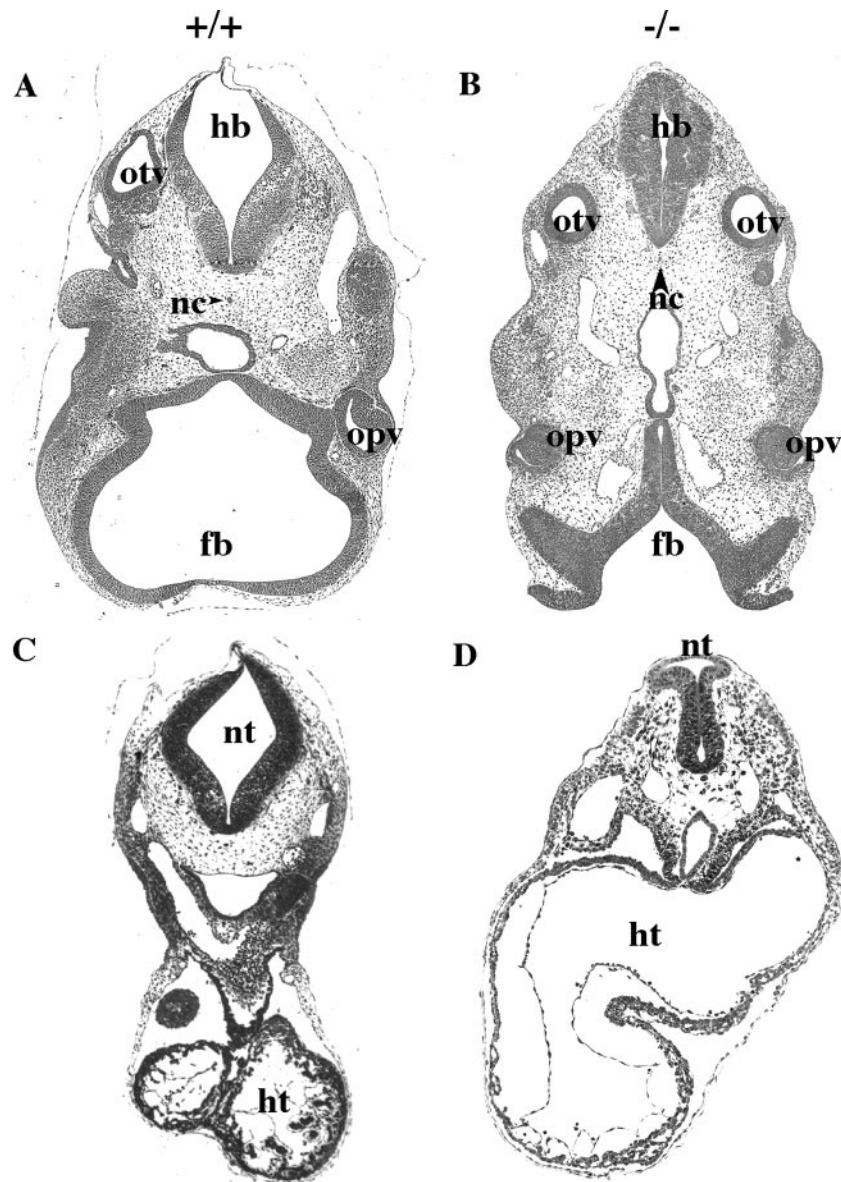 +/+ -/-
A B
hb hb
otv otv otv
nc nc
opv opv opv
fb fb
C D
nt nt
ht ht